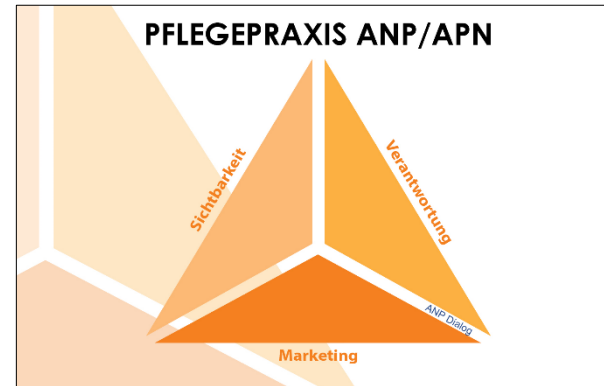 PFLEGEPRAXIS ANP/APN
Sichtbarkeit
Verantwortung
ANP Dialog
Marketing